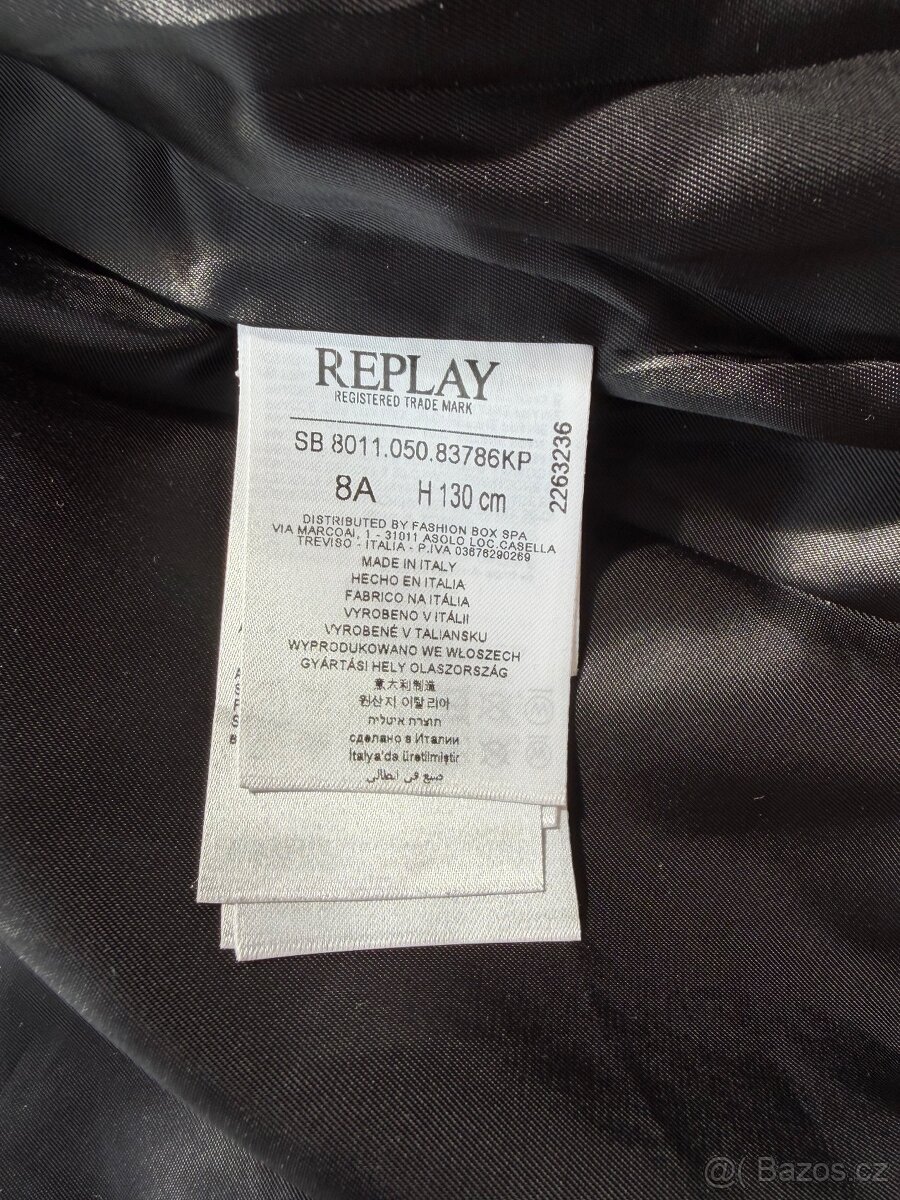 REPLAY
REGISTERED TRADE MARK
SB 8011.050.83786KP
8A H 130 cm
2263236
DISTRIBUTED BY FASHION BOX SPA
VIA MARCOAI, 1 - 31011 ASOLO LOC.CASELLA
TREVISO - ITALIA - P.IVA 03676290269
MADE IN ITALY
HECHO EN ITALIA
FABRICO NA ITÁLIA
VYROBENO V ITÁLII
VYROBENÉ V TALIANSKU
WYPRODUKOWANO WE WŁOSZECH
GYÁRTÁSI HELY OLASZORSZÁG
意大利制造
원산지 이탈리아
תוצרת איטליה
сделано в Италии
İtalya'da üretilmiştir
صنع في ايطالي
@( Bazos.cz